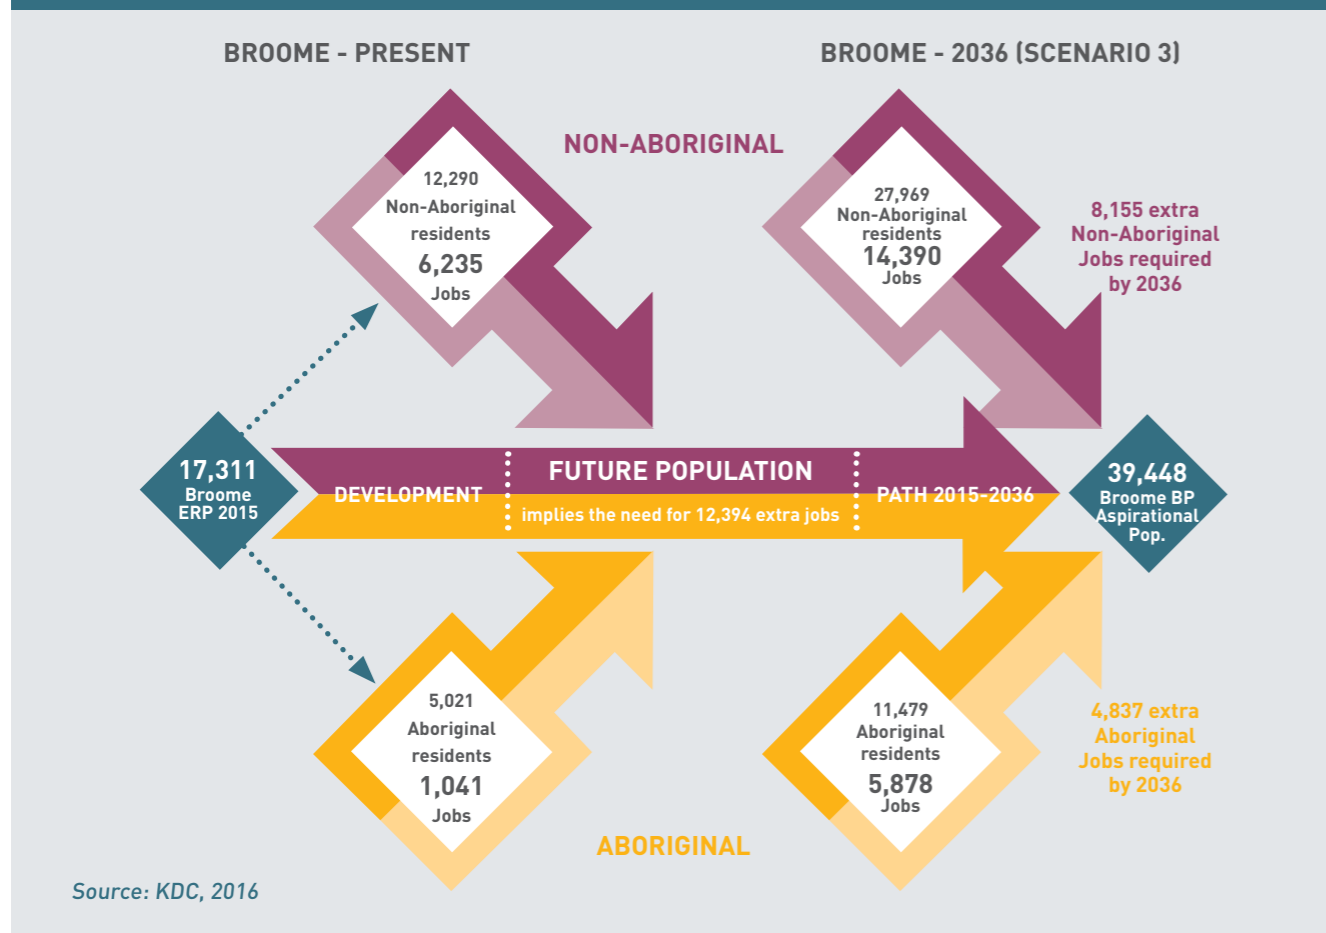 BROOME - PRESENT
BROOME - 2036 (SCENARIO 3)
NON-ABORIGINAL
12,290
Non-Aboriginal
residents
6,235
Jobs
27,969
Non-Aboriginal
residents
14,390
Jobs
8,155 extra
Non-Aboriginal
Jobs required
by 2036
17,311
Broome
ERP 2015
DEVELOPMENT
FUTURE POPULATION
implies the need for 12,394 extra jobs
PATH 2015-2036
39,448
Broome BP
Aspirational
Pop.
5,021
Aboriginal
residents
1,041
Jobs
11,479
Aboriginal
residents
5,878
Jobs
4,837 extra
Aboriginal
Jobs required
by 2036
ABORIGINAL
Source: KDC, 2016